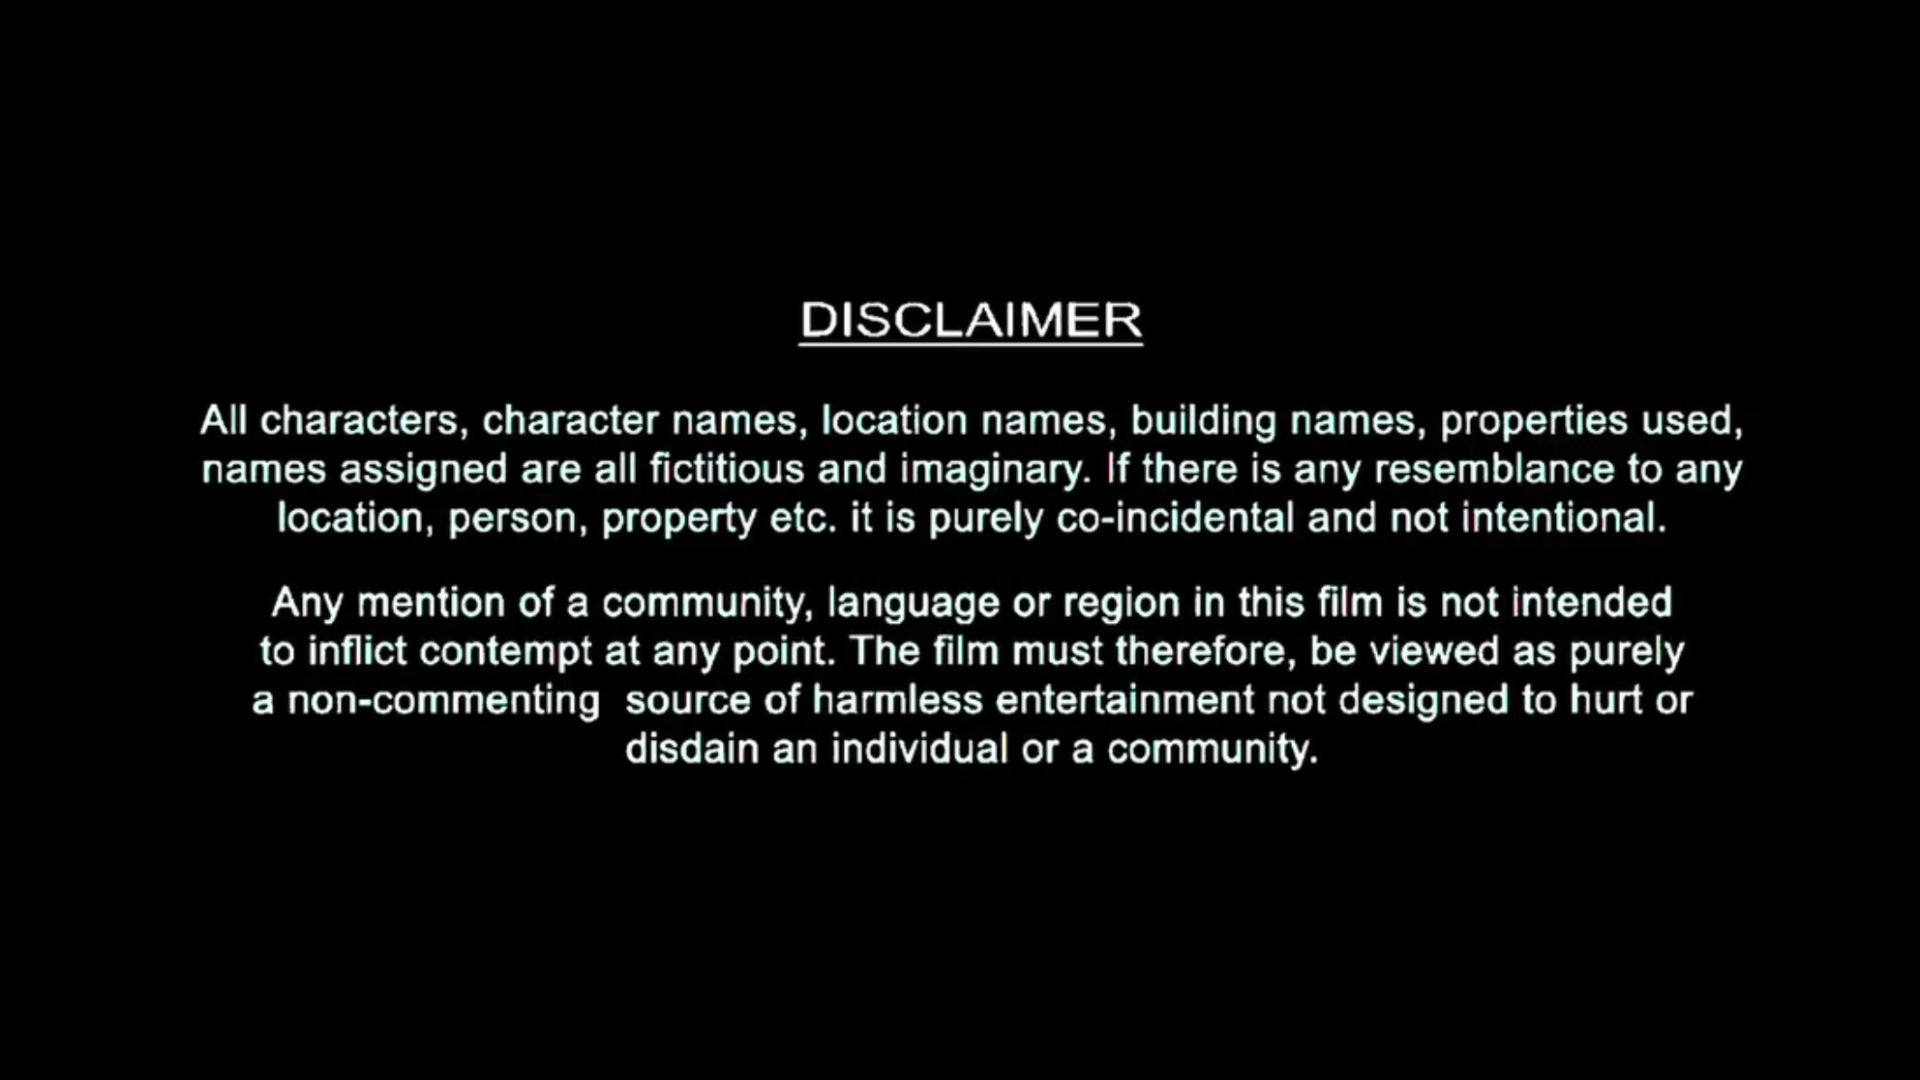 DISCLAIMER
All characters, character names, location names, building names, properties used,
names assigned are all fictitious and imaginary. If there is any resemblance to any
location, person, property etc. it is purely co-incidental and not intentional.
Any mention of a community, language or region in this film is not intended
to inflict contempt at any point. The film must therefore, be viewed as purely
a non-commenting  source of harmless entertainment not designed to hurt or
disdain an individual or a community.